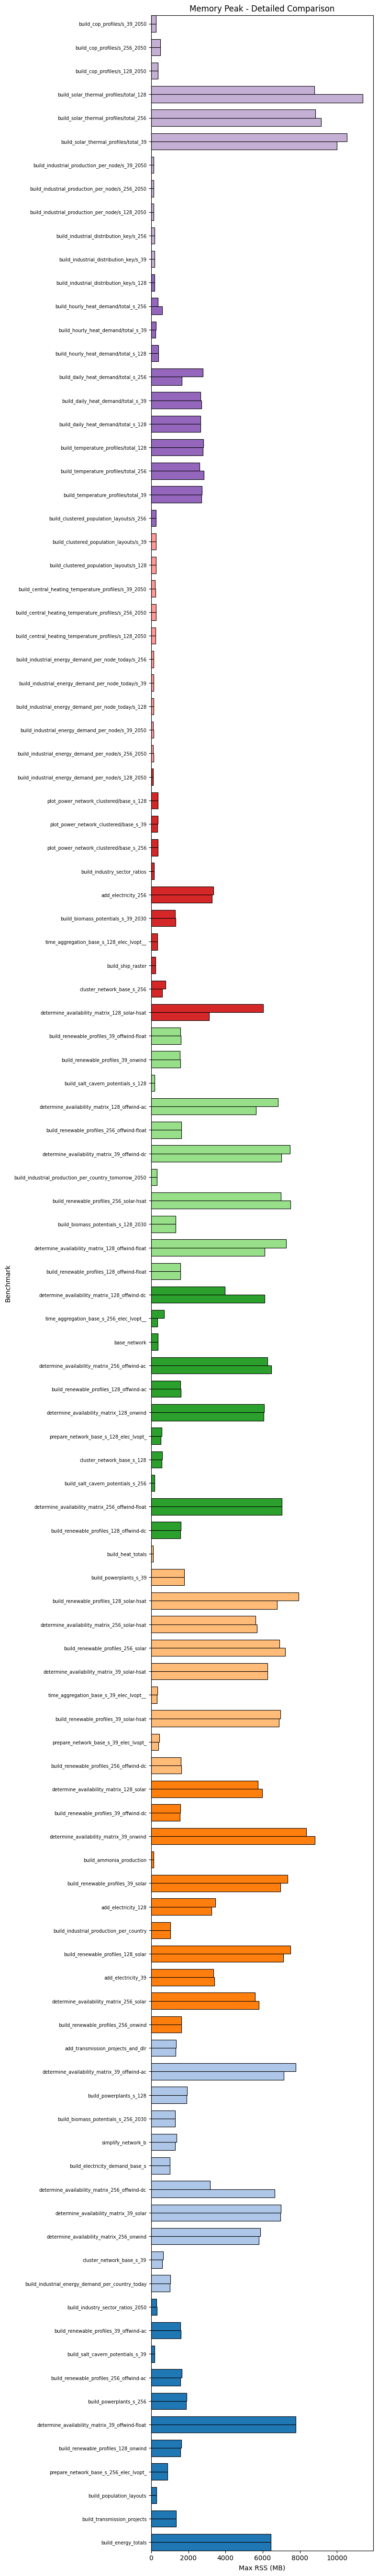 Memory Peak - Detailed Comparison
build_cop_profiles/s_39_2050
build_cop_profiles/s_256_2050
build_cop_profiles/s_128_2050
build_solar_thermal_profiles/total_128
build_solar_thermal_profiles/total_256
build_solar_thermal_profiles/total_39
build_industrial_production_per_node/s_39_2050
build_industrial_production_per_node/s_256_2050
build_industrial_production_per_node/s_128_2050
build_industrial_distribution_key/s_256
build_industrial_distribution_key/s_39
build_industrial_distribution_key/s_128
build_hourly_heat_demand/total_s_256
build_hourly_heat_demand/total_s_39
build_hourly_heat_demand/total_s_128
build_daily_heat_demand/total_s_256
build_daily_heat_demand/total_s_39
build_daily_heat_demand/total_s_128
build_temperature_profiles/total_128
build_temperature_profiles/total_256
build_temperature_profiles/total_39
build_clustered_population_layouts/s_256
build_clustered_population_layouts/s_39
build_clustered_population_layouts/s_128
build_central_heating_temperature_profiles/s_39_2050
build_central_heating_temperature_profiles/s_256_2050
build_central_heating_temperature_profiles/s_128_2050
build_industrial_energy_demand_per_node_today/s_256
build_industrial_energy_demand_per_node_today/s_39
build_industrial_energy_demand_per_node_today/s_128
build_industrial_energy_demand_per_node/s_39_2050
build_industrial_energy_demand_per_node/s_256_2050
build_industrial_energy_demand_per_node/s_128_2050
plot_power_network_clustered/base_s_128
plot_power_network_clustered/base_s_39
plot_power_network_clustered/base_s_256
build_industry_sector_ratios
add_electricity_256
build_biomass_potentials_s_39_2030
time_aggregation_base_s_128_elec_lvopt__
build_ship_raster
cluster_network_base_s_256
determine_availability_matrix_128_solar-hsat
build_renewable_profiles_39_offwind-float
build_renewable_profiles_39_onwind
build_salt_cavern_potentials_s_128
determine_availability_matrix_128_offwind-ac
build_renewable_profiles_256_offwind-float
determine_availability_matrix_39_offwind-dc
build_industrial_production_per_country_tomorrow_2050
build_renewable_profiles_256_solar-hsat
build_biomass_potentials_s_128_2030
determine_availability_matrix_128_offwind-float
build_renewable_profiles_128_offwind-float
determine_availability_matrix_128_offwind-dc
time_aggregation_base_s_256_elec_lvopt__
base_network
determine_availability_matrix_256_offwind-ac
build_renewable_profiles_128_offwind-ac
determine_availability_matrix_128_onwind
prepare_network_base_s_128_elec_lvopt_
cluster_network_base_s_128
build_salt_cavern_potentials_s_256
determine_availability_matrix_256_offwind-float
build_renewable_profiles_128_offwind-dc
build_heat_totals
build_powerplants_s_39
build_renewable_profiles_128_solar-hsat
determine_availability_matrix_256_solar-hsat
build_renewable_profiles_256_solar
determine_availability_matrix_39_solar-hsat
time_aggregation_base_s_39_elec_lvopt__
build_renewable_profiles_39_solar-hsat
prepare_network_base_s_39_elec_lvopt_
build_renewable_profiles_256_offwind-dc
determine_availability_matrix_128_solar
build_renewable_profiles_39_offwind-dc
determine_availability_matrix_39_onwind
build_ammonia_production
build_renewable_profiles_39_solar
add_electricity_128
build_industrial_production_per_country
build_renewable_profiles_128_solar
add_electricity_39
determine_availability_matrix_256_solar
build_renewable_profiles_256_onwind
add_transmission_projects_and_dlr
determine_availability_matrix_39_offwind-ac
build_powerplants_s_128
build_biomass_potentials_s_256_2030
simplify_network_b
build_electricity_demand_base_s
determine_availability_matrix_256_offwind-dc
determine_availability_matrix_39_solar
determine_availability_matrix_256_onwind
cluster_network_base_s_39
build_industrial_energy_demand_per_country_today
build_industry_sector_ratios_2050
build_renewable_profiles_39_offwind-ac
build_salt_cavern_potentials_s_39
build_renewable_profiles_256_offwind-ac
build_powerplants_s_256
determine_availability_matrix_39_offwind-float
build_renewable_profiles_128_onwind
prepare_network_base_s_256_elec_lvopt_
build_population_layouts
build_transmission_projects
build_energy_totals
Benchmark
0 2000 4000 6000 8000 10000
Max RSS (MB)